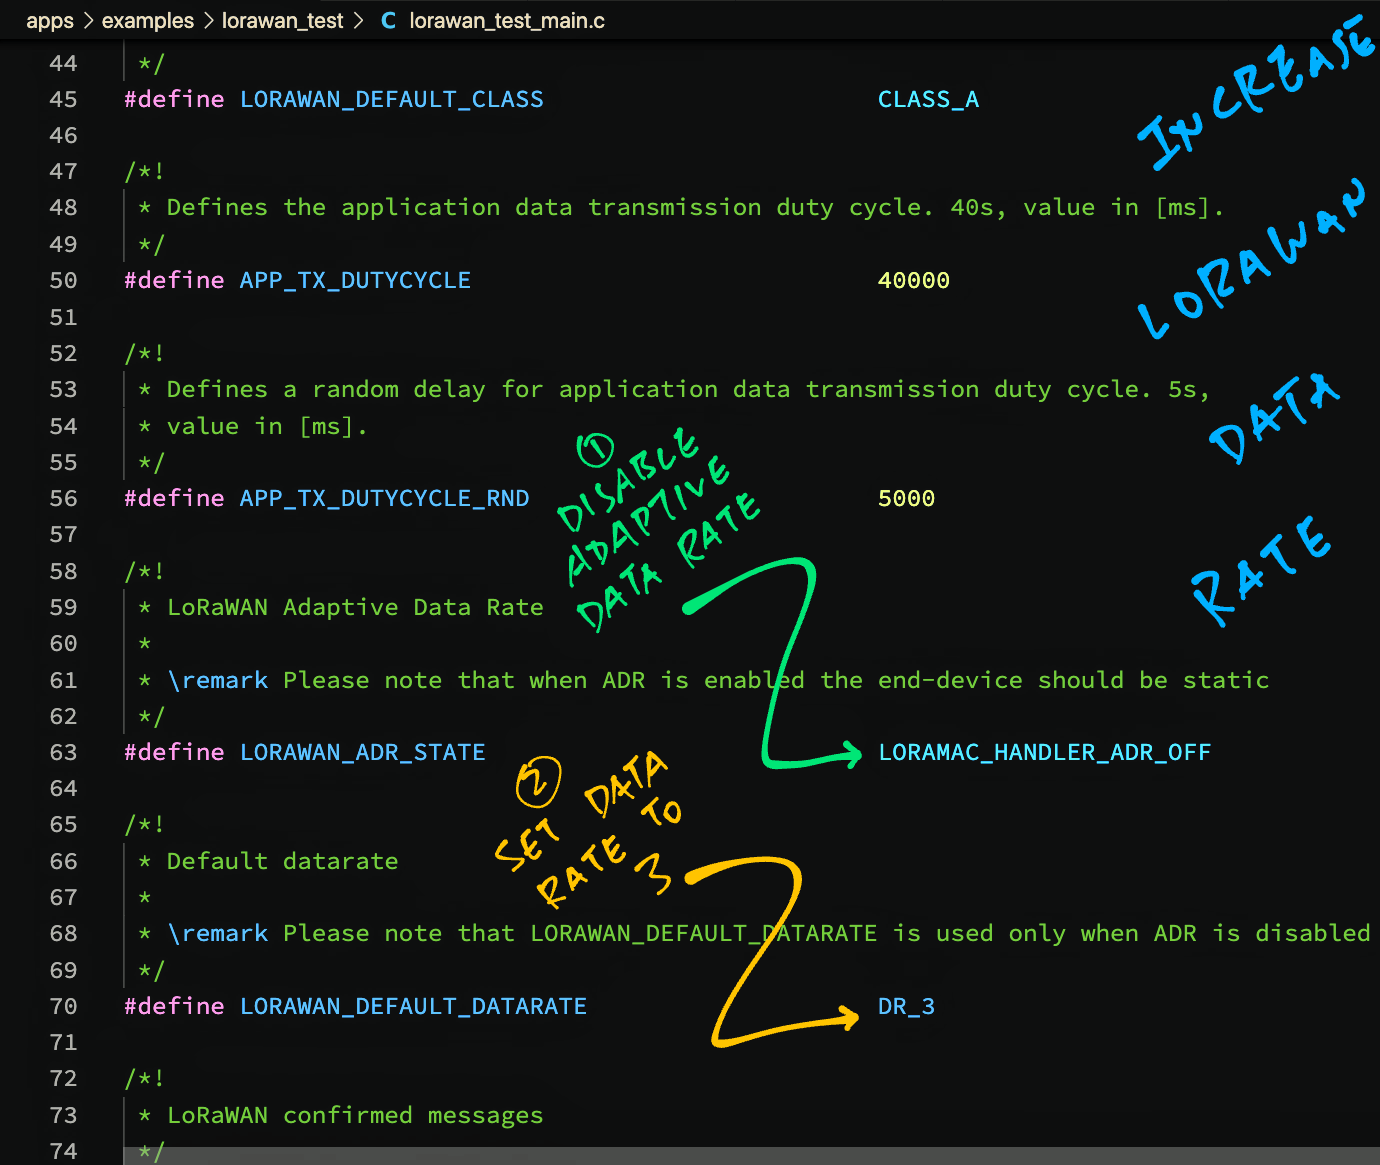 apps > examples > lorawan_test > C lorawan_test_main.c
44 */
45 #define LORAWAN_DEFAULT_CLASS CLASS_A
46
47 /*!
48 * Defines the application data transmission duty cycle. 40s, value in [ms].
49 */
50 #define APP_TX_DUTYCYCLE 40000
51
52 /*!
53 * Defines a random delay for application data transmission duty cycle. 5s,
54 * value in [ms].
55 */
56 #define APP_TX_DUTYCYCLE_RND 5000
57
58 /*!
59 * LoRaWAN Adaptive Data Rate
60 *
61 * \remark Please note that when ADR is enabled the end-device should be static
62 */
63 #define LORAWAN_ADR_STATE LORAMAC_HANDLER_ADR_OFF
64
65 /*!
66 * Default datarate
67 *
68 * \remark Please note that LORAWAN_DEFAULT_DATARATE is used only when ADR is disabled
69 */
70 #define LORAWAN_DEFAULT_DATARATE DR_3
71
72 /*!
73 * LoRaWAN confirmed messages
74 */
INCREASE
LORAWAN
DATA
RATE
1
DISABLE
ADAPTIVE
DATA RATE
2
SET DATA
RATE TO
3